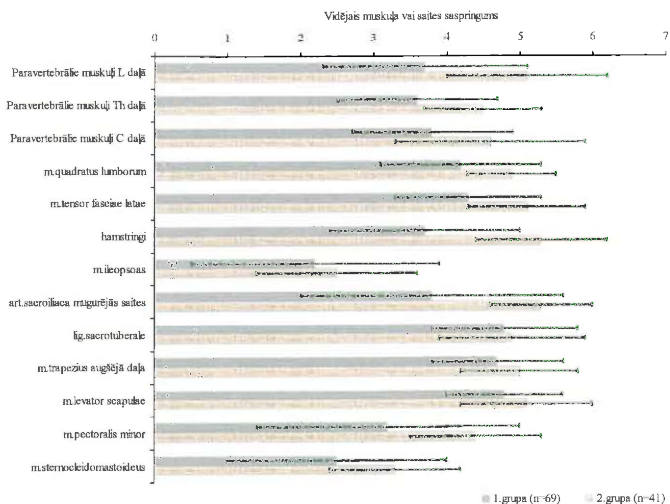 Vidējais muskuļa vai saites saspringums
0 1 2 3 4 5 6 7
Paravertebrālie muskuļi L daļā
Paravertebrālie muskuļi Th daļā
Paravertebrālie muskuļi C daļā
m.quadratus lumborum
m.tensor fasciae latae
hamstringi
m.ileopsoas
art.sacroiliaca mugurējās saites
lig.sacrotuberale
m.trapezius augšējā daļa
m.levator scapulae
m.pectoralis minor
m.sternocleidomastoideus
1.grupa (n=69) 2.grupa (n=41)